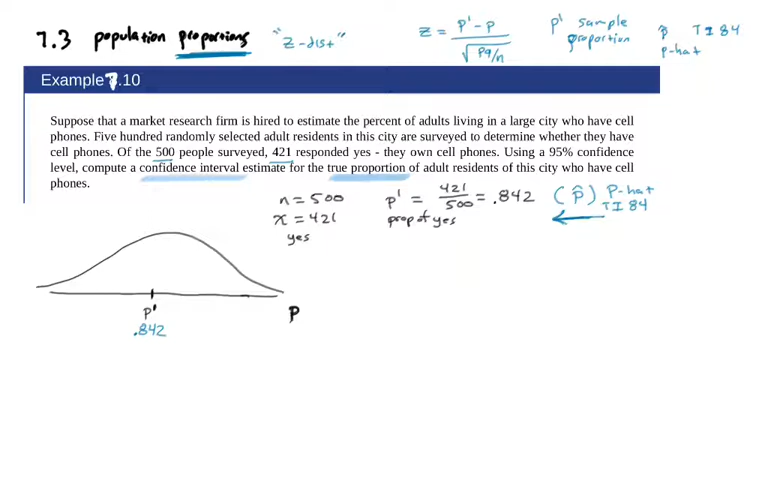 7.3 population proportions "Z-dist" z = p' - p / √pq/n p' sample proportion p̂ TI 84 p-hat
Example 7.10
Suppose that a market research firm is hired to estimate the percent of adults living in a large city who have cell
phones. Five hundred randomly selected adult residents in this city are surveyed to determine whether they have
cell phones. Of the 500 people surveyed, 421 responded yes - they own cell phones. Using a 95% confidence
level, compute a confidence interval estimate for the true proportion of adult residents of this city who have cell
phones.
n = 500 p' = 421/500 = .842 (p̂) P-hat TI 84
x = 421 prop of yes
yes
p' P
.842